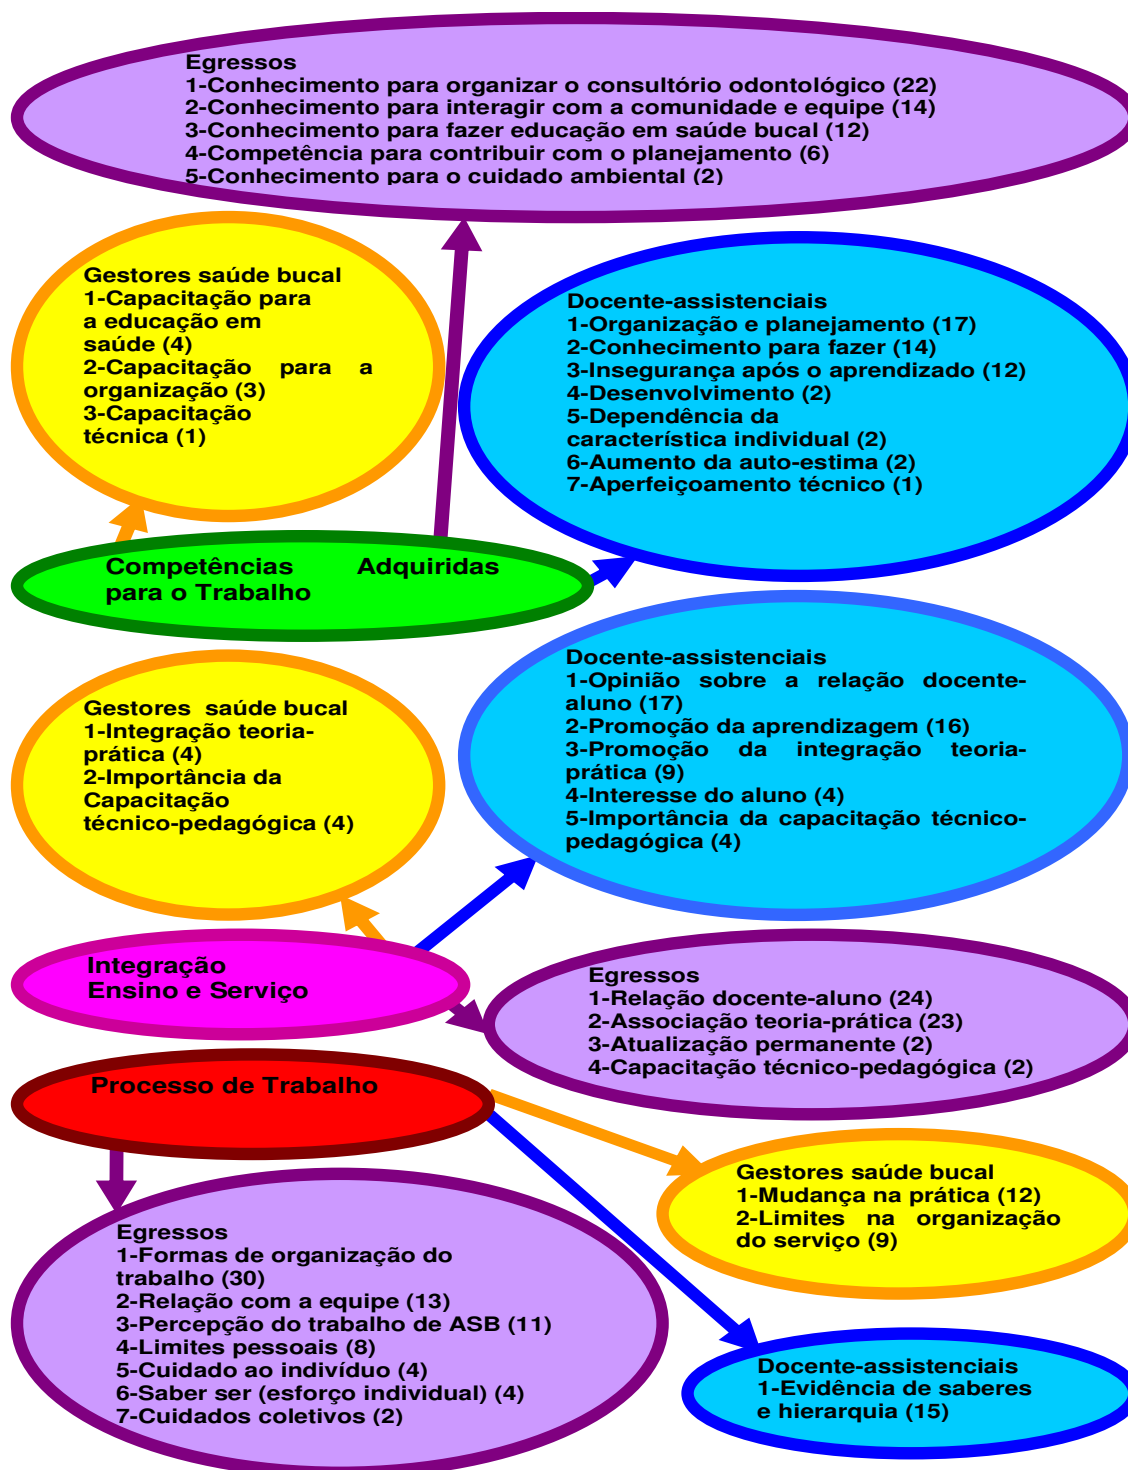 Egressos
1-Conhecimento para organizar o consultório odontológico (22)
2-Conhecimento para interagir com a comunidade e equipe (14)
3-Conhecimento para fazer educação em saúde bucal (12)
4-Competência para contribuir com o planejamento (6)
5-Conhecimento para o cuidado ambiental (2)
Gestores saúde bucal
1-Capacitação para
a educação em
saúde (4)
2-Capacitação para a
organização (3)
3-Capacitação
técnica (1)
Docente-assistenciais
1-Organização e planejamento (17)
2-Conhecimento para fazer (14)
3-Insegurança após o aprendizado (12)
4-Desenvolvimento (2)
5-Dependência da
característica individual (2)
6-Aumento da auto-estima (2)
7-Aperfeiçoamento técnico (1)
Competências Adquiridas
para o Trabalho
Docente-assistenciais
1-Opinião sobre a relação docente-
aluno (17)
2-Promoção da aprendizagem (16)
3-Promoção da integração teoria-
prática (9)
4-Interesse do aluno (4)
5-Importância da capacitação técnico-
pedagógica (4)
Gestores saúde bucal
1-Integração teoria-
prática (4)
2-Importância da
Capacitação
técnico-pedagógica (4)
Integração
Ensino e Serviço
Egressos
1-Relação docente-aluno (24)
2-Associação teoria-prática (23)
3-Atualização permanente (2)
4-Capacitação técnico-pedagógica (2)
Processo de Trabalho
Gestores saúde bucal
1-Mudança na prática (12)
2-Limites na organização
do serviço (9)
Egressos
1-Formas de organização do
trabalho (30)
2-Relação com a equipe (13)
3-Percepção do trabalho de ASB (11)
4-Limites pessoais (8)
5-Cuidado ao indivíduo (4)
6-Saber ser (esforço individual) (4)
7-Cuidados coletivos (2)
Docente-assistenciais
1-Evidência de saberes
e hierarquia (15)